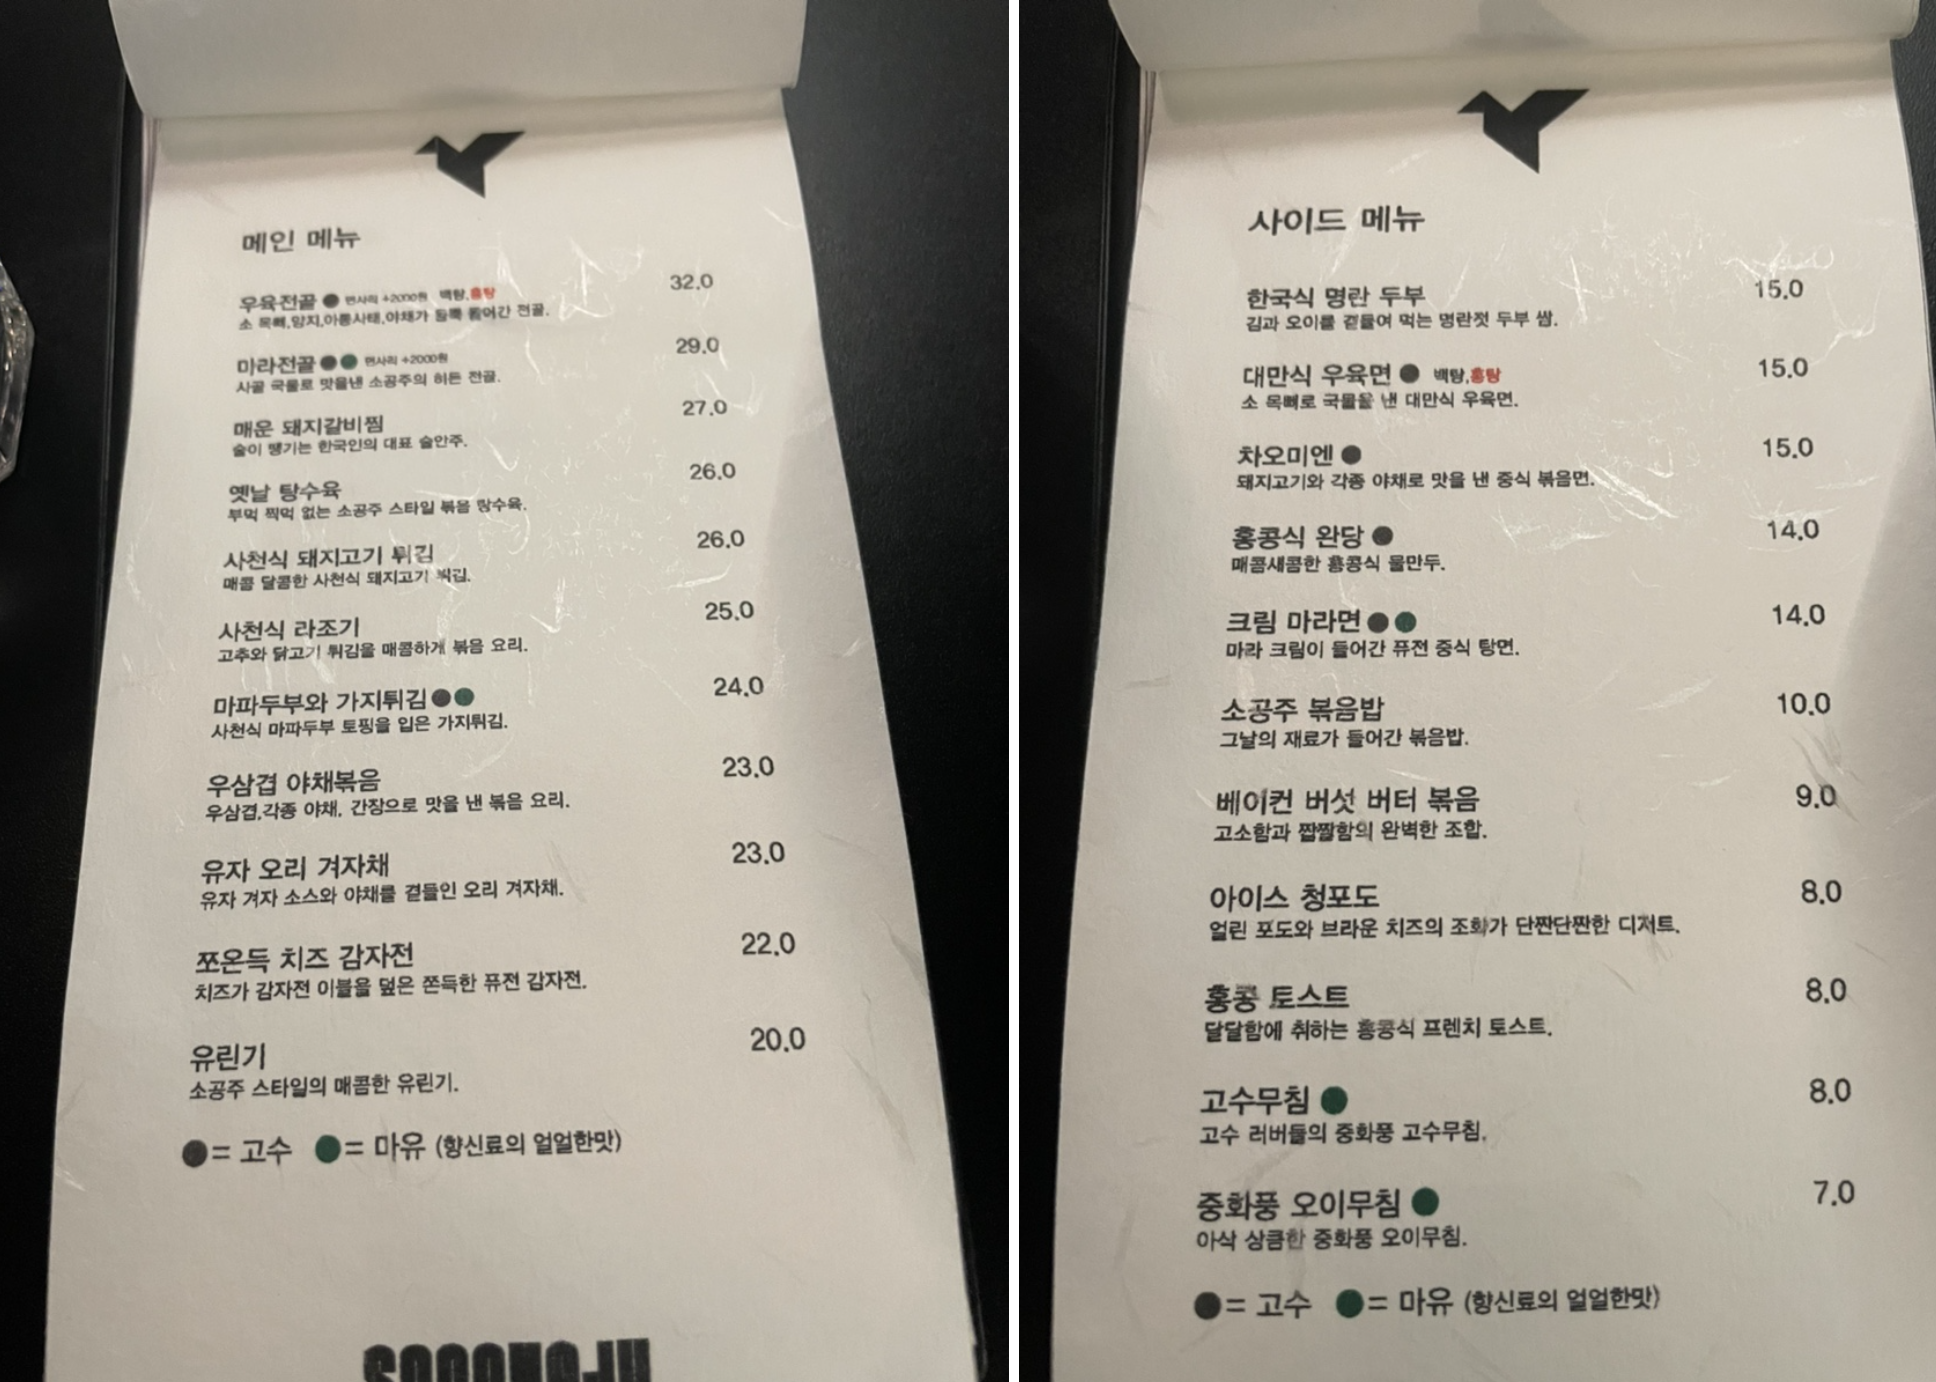 메인 메뉴
우육전골 ● 면사리 +2000원 백탕,홍탕 32.0
소 목뼈,양지,아롱사태,야채가 듬뿍 들어간 전골.
마라전골 ●● 면사리 +2000원 29.0
사골 국물로 맛을낸 소공주의 히든 전골.
매운 돼지갈비찜 27.0
술이 땡기는 한국인의 대표 술안주.
옛날 탕수육 26.0
부먹 찍먹 없는 소공주 스타일 볶음 탕수육.
사천식 돼지고기 튀김 26.0
매콤 달콤한 사천식 돼지고기 튀김.
사천식 라조기 25.0
고추와 닭고기 튀김을 매콤하게 볶음 요리.
마파두부와 가지튀김 ●● 24.0
사천식 마파두부 토핑을 입은 가지튀김.
우삼겹 야채볶음 23.0
우삼겹,각종 야채, 간장으로 맛을 낸 볶음 요리.
유자 오리 겨자채 23.0
유자 겨자 소스와 야채를 곁들인 오리 겨자채.
쪼온득 치즈 감자전 22.0
치즈가 감자전 이불을 덮은 쫀득한 퓨전 감자전.
유린기 20.0
소공주 스타일의 매콤한 유린기.
●= 고수 ●= 마유 (향신료의 얼얼한맛)
사이드 메뉴
한국식 명란 두부 15.0
김과 오이를 곁들여 먹는 명란젓 두부 쌈.
대만식 우육면 ● 백탕,홍탕 15.0
소 목뼈로 국물을 낸 대만식 우육면.
차오미엔 ● 15.0
돼지고기와 각종 야채로 맛을 낸 중식 볶음면.
홍콩식 완당 ● 14.0
매콤새콤한 홍콩식 물만두.
크림 마라면 ●● 14.0
마라 크림이 들어간 퓨전 중식 탕면.
소공주 볶음밥 10.0
그날의 재료가 들어간 볶음밥.
베이컨 버섯 버터 볶음 9.0
고소함과 짭짤함의 완벽한 조합.
아이스 청포도 8.0
얼린 포도와 브라운 치즈의 조화가 단짠단짠한 디저트.
홍콩 토스트 8.0
달달함에 취하는 홍콩식 프렌치 토스트.
고수무침 ● 8.0
고수 러버들의 중화풍 고수무침.
중화풍 오이무침 ● 7.0
아삭 상큼한 중화풍 오이무침.
●= 고수 ●= 마유 (향신료의 얼얼한맛)